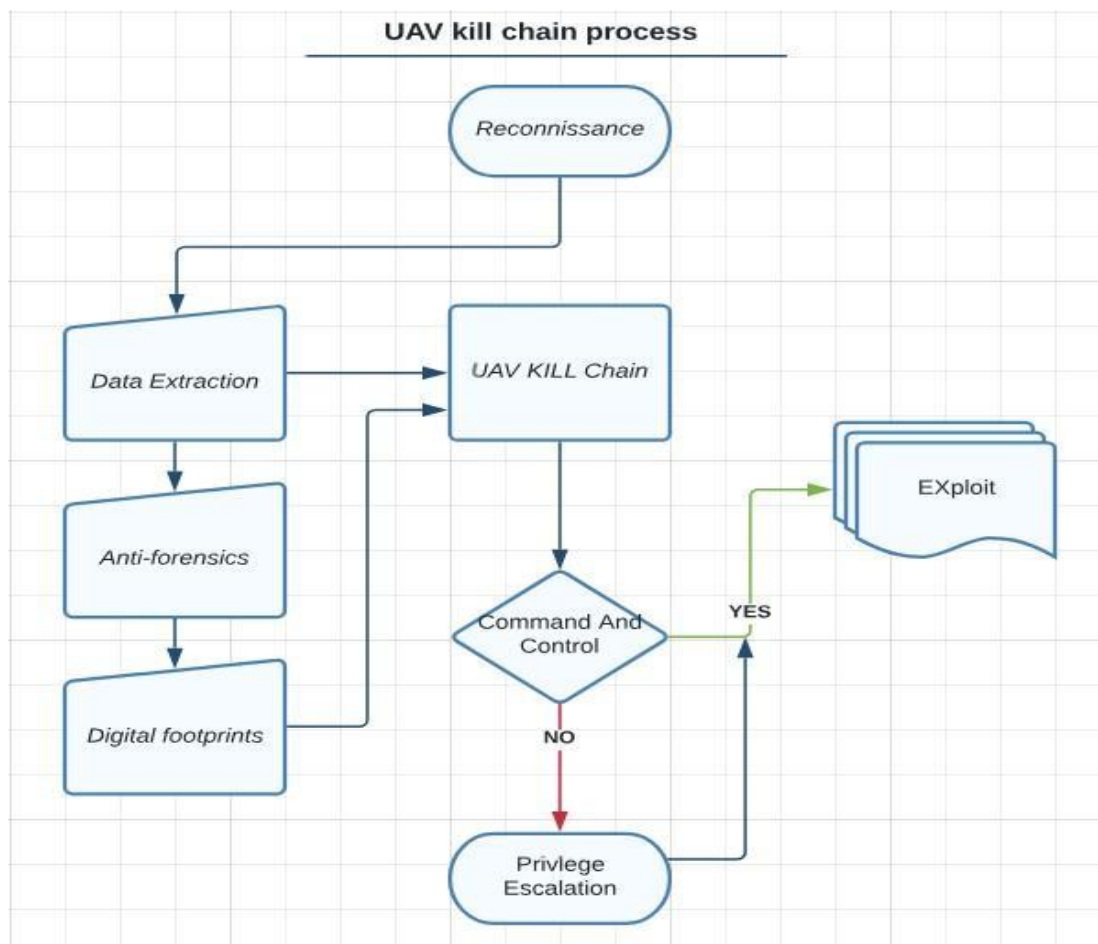 UAV kill chain process
Reconnissance
Data Extraction
UAV KILL Chain
EXploit
Anti-forensics
Command And
Control
YES
Digital footprints
NO
Privlege
Escalation